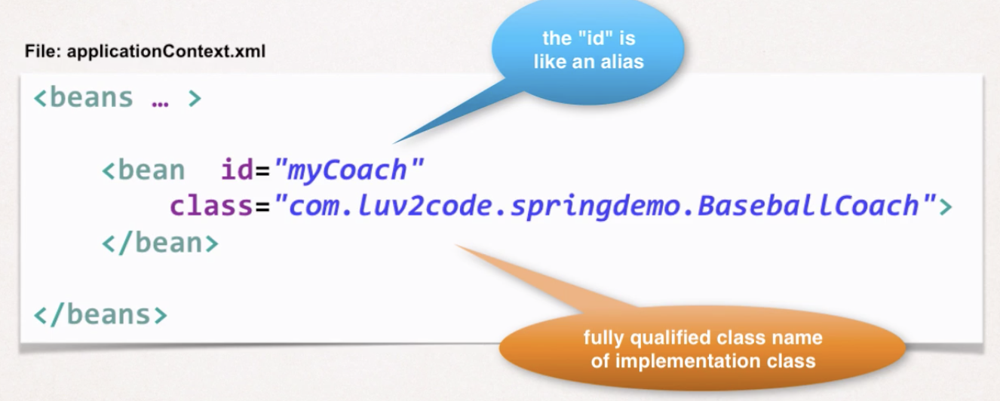 the "id" is
like an alias
File: applicationContext.xml
<beans … >
<bean id="myCoach"
class="com.luv2code.springdemo.BaseballCoach">
</bean>
</beans>
fully qualified class name
of implementation class